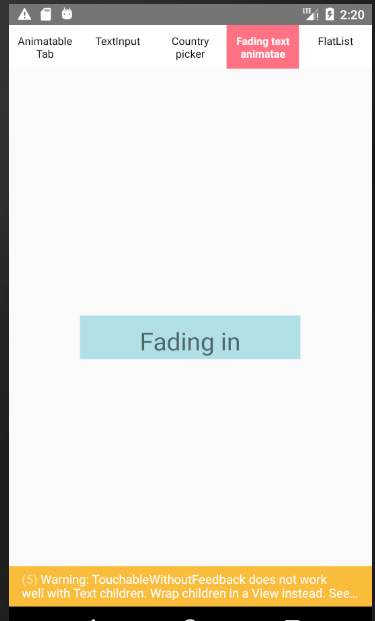 LTE 2:20
Animatable
Tab
TextInput
Country
picker
Fading text
animatae
FlatList
Fading in
(5) Warning: TouchableWithoutFeedback does not work
well with Text children. Wrap children in a View instead. See...